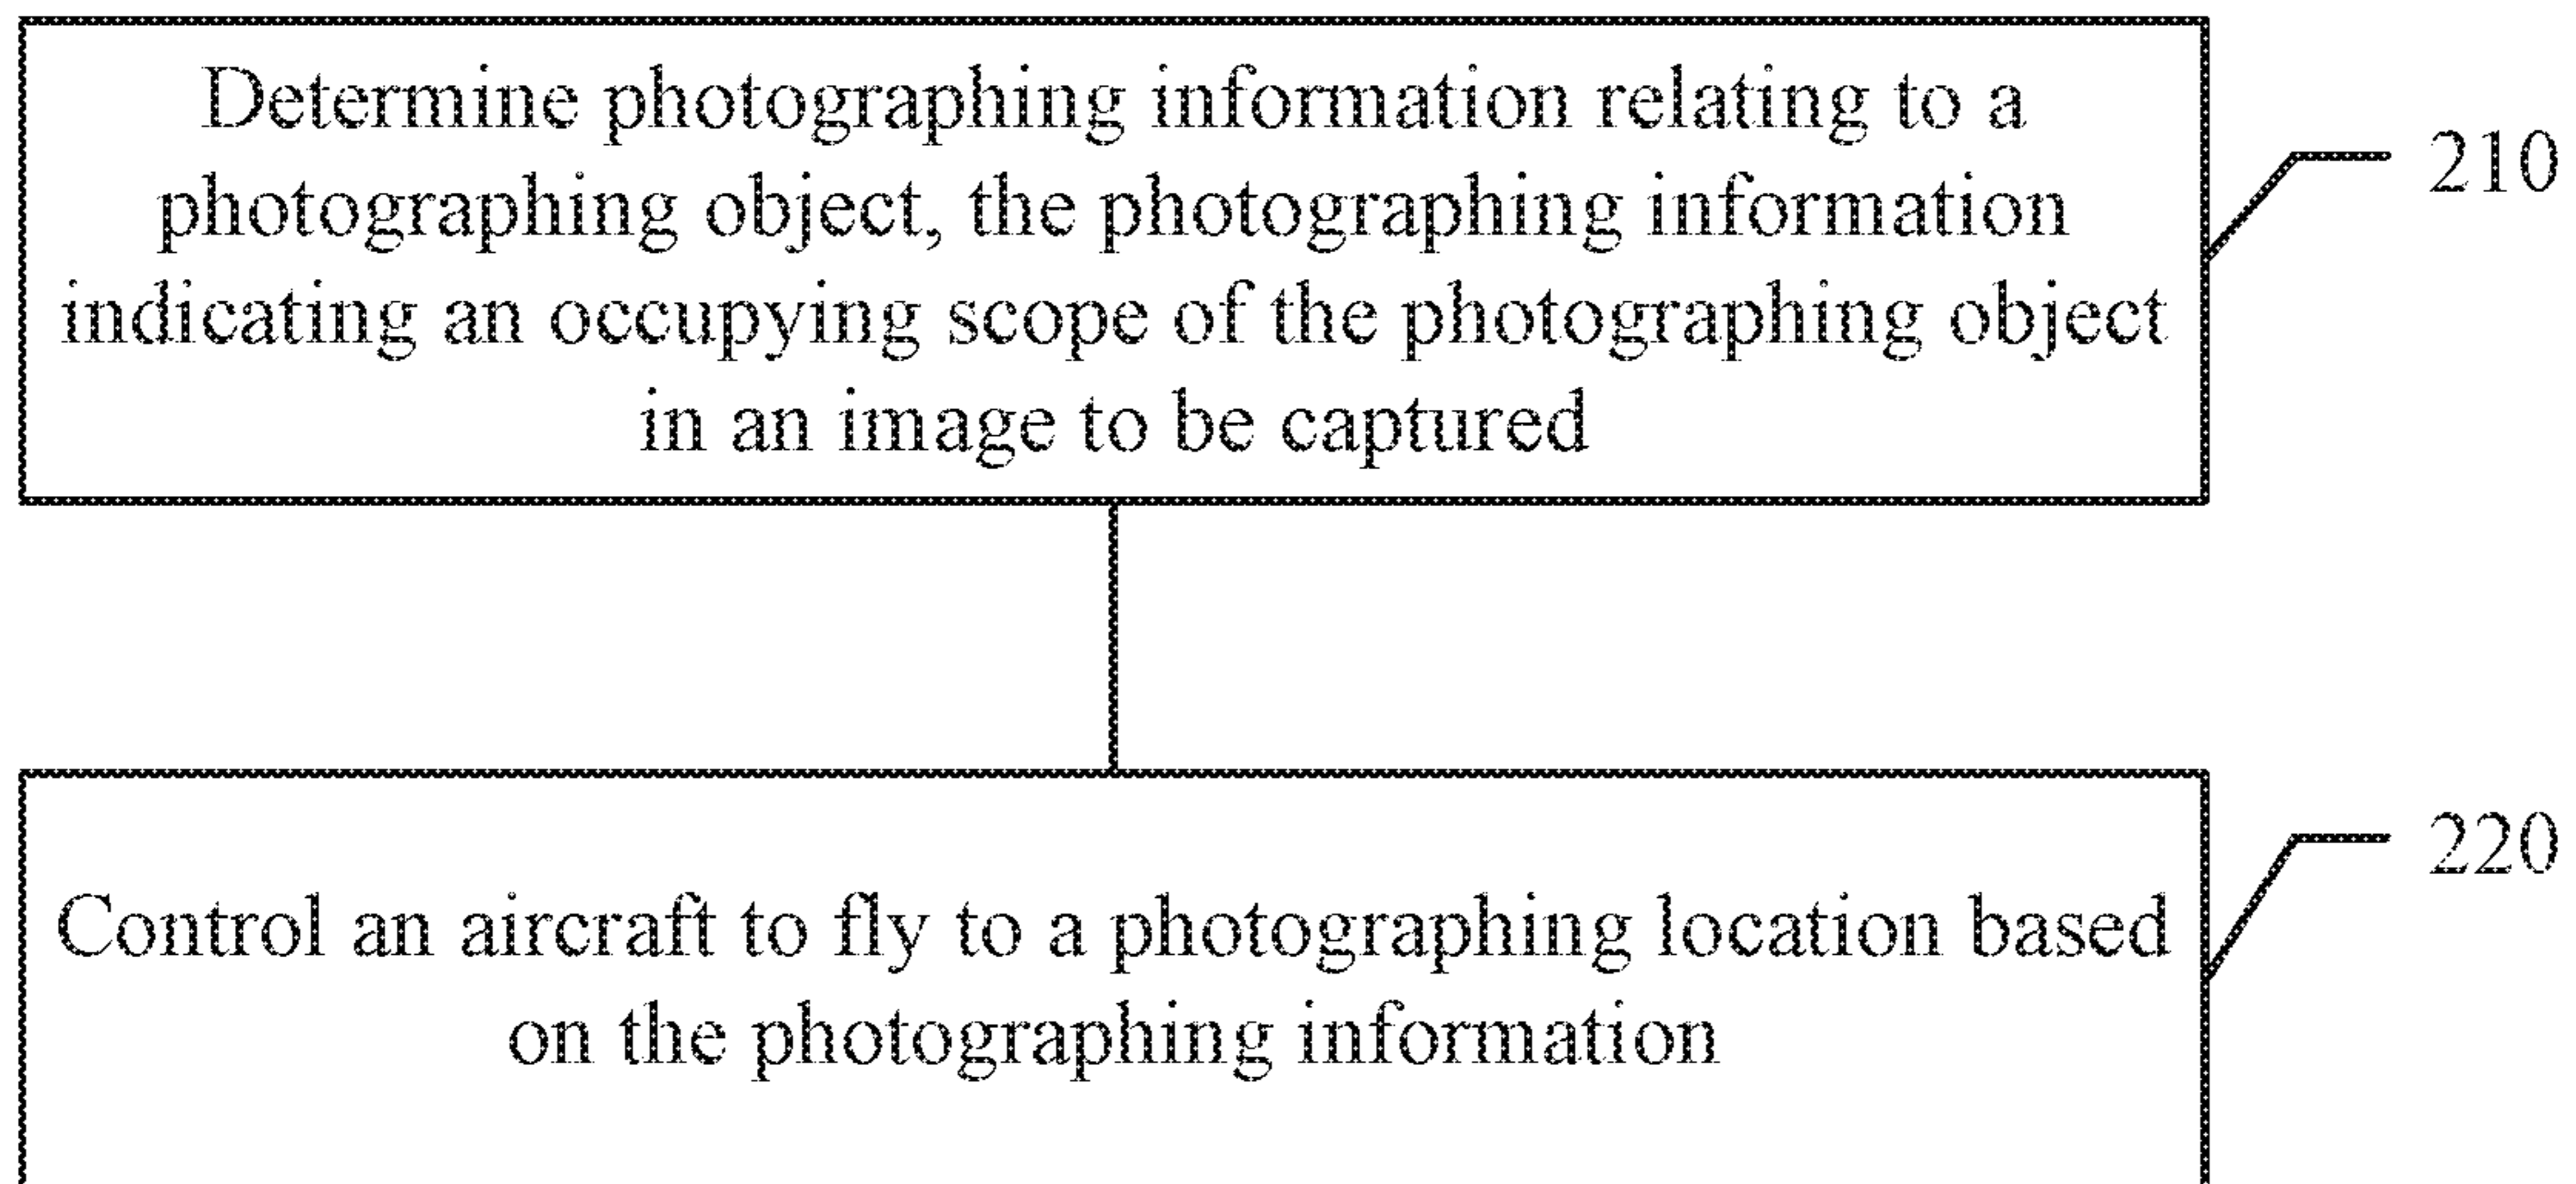 Determine photographing information relating to a
photographing object, the photographing information
indicating an occupying scope of the photographing object
in an image to be captured
210
Control an aircraft to fly to a photographing location based
on the photographing information
220